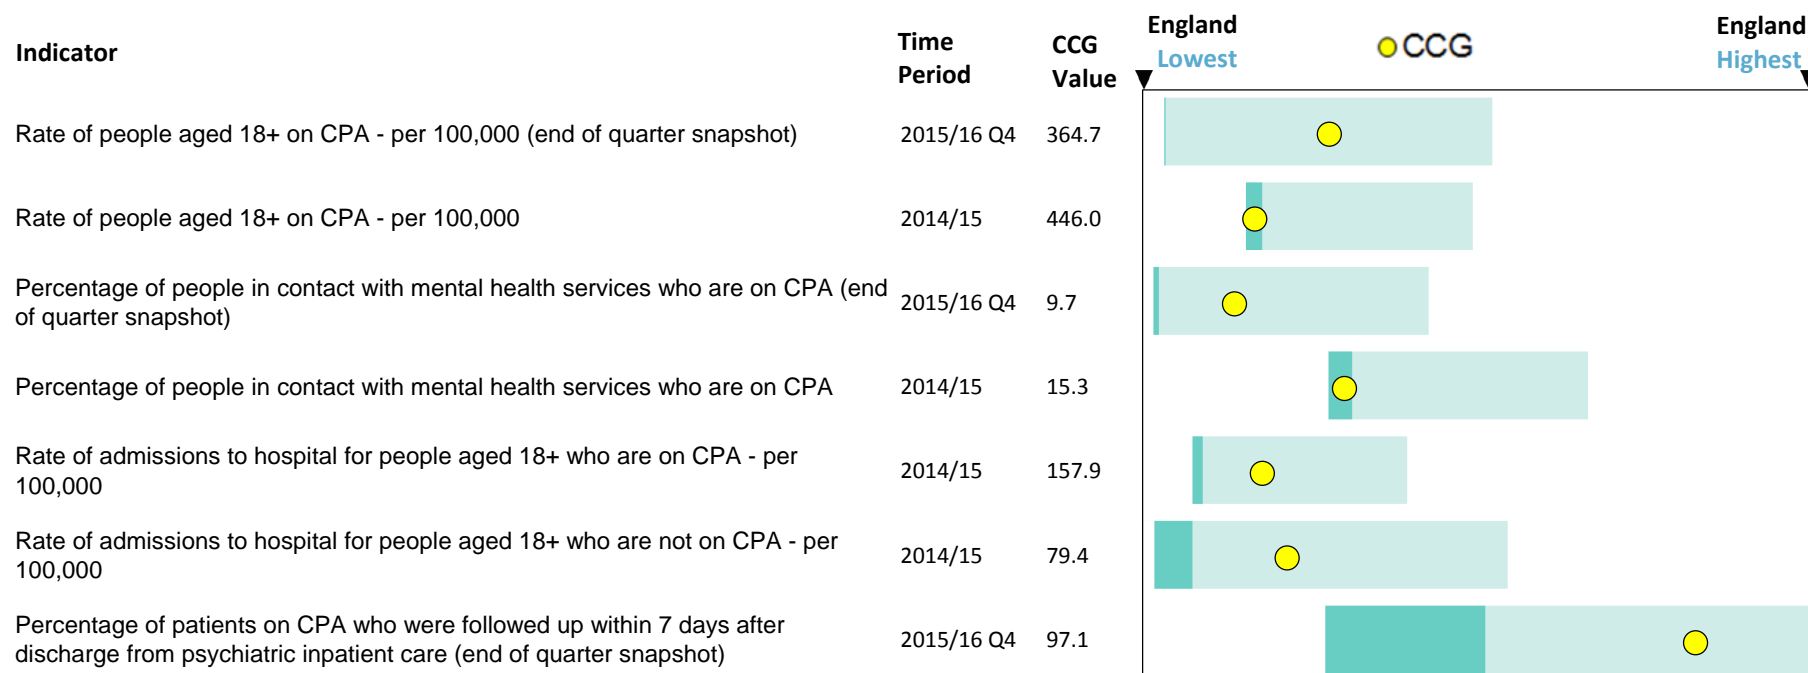 Indicator
Time Period
CCG Value
England Lowest
CCG
England Highest
Rate of people aged 18+ on CPA - per 100,000 (end of quarter snapshot) 2015/16 Q4 364.7
Rate of people aged 18+ on CPA - per 100,000 2014/15 446.0
Percentage of people in contact with mental health services who are on CPA (end
of quarter snapshot) 2015/16 Q4 9.7
Percentage of people in contact with mental health services who are on CPA 2014/15 15.3
Rate of admissions to hospital for people aged 18+ who are on CPA - per
100,000 2014/15 157.9
Rate of admissions to hospital for people aged 18+ who are not on CPA - per
100,000 2014/15 79.4
Percentage of patients on CPA who were followed up within 7 days after
discharge from psychiatric inpatient care (end of quarter snapshot) 2015/16 Q4 97.1